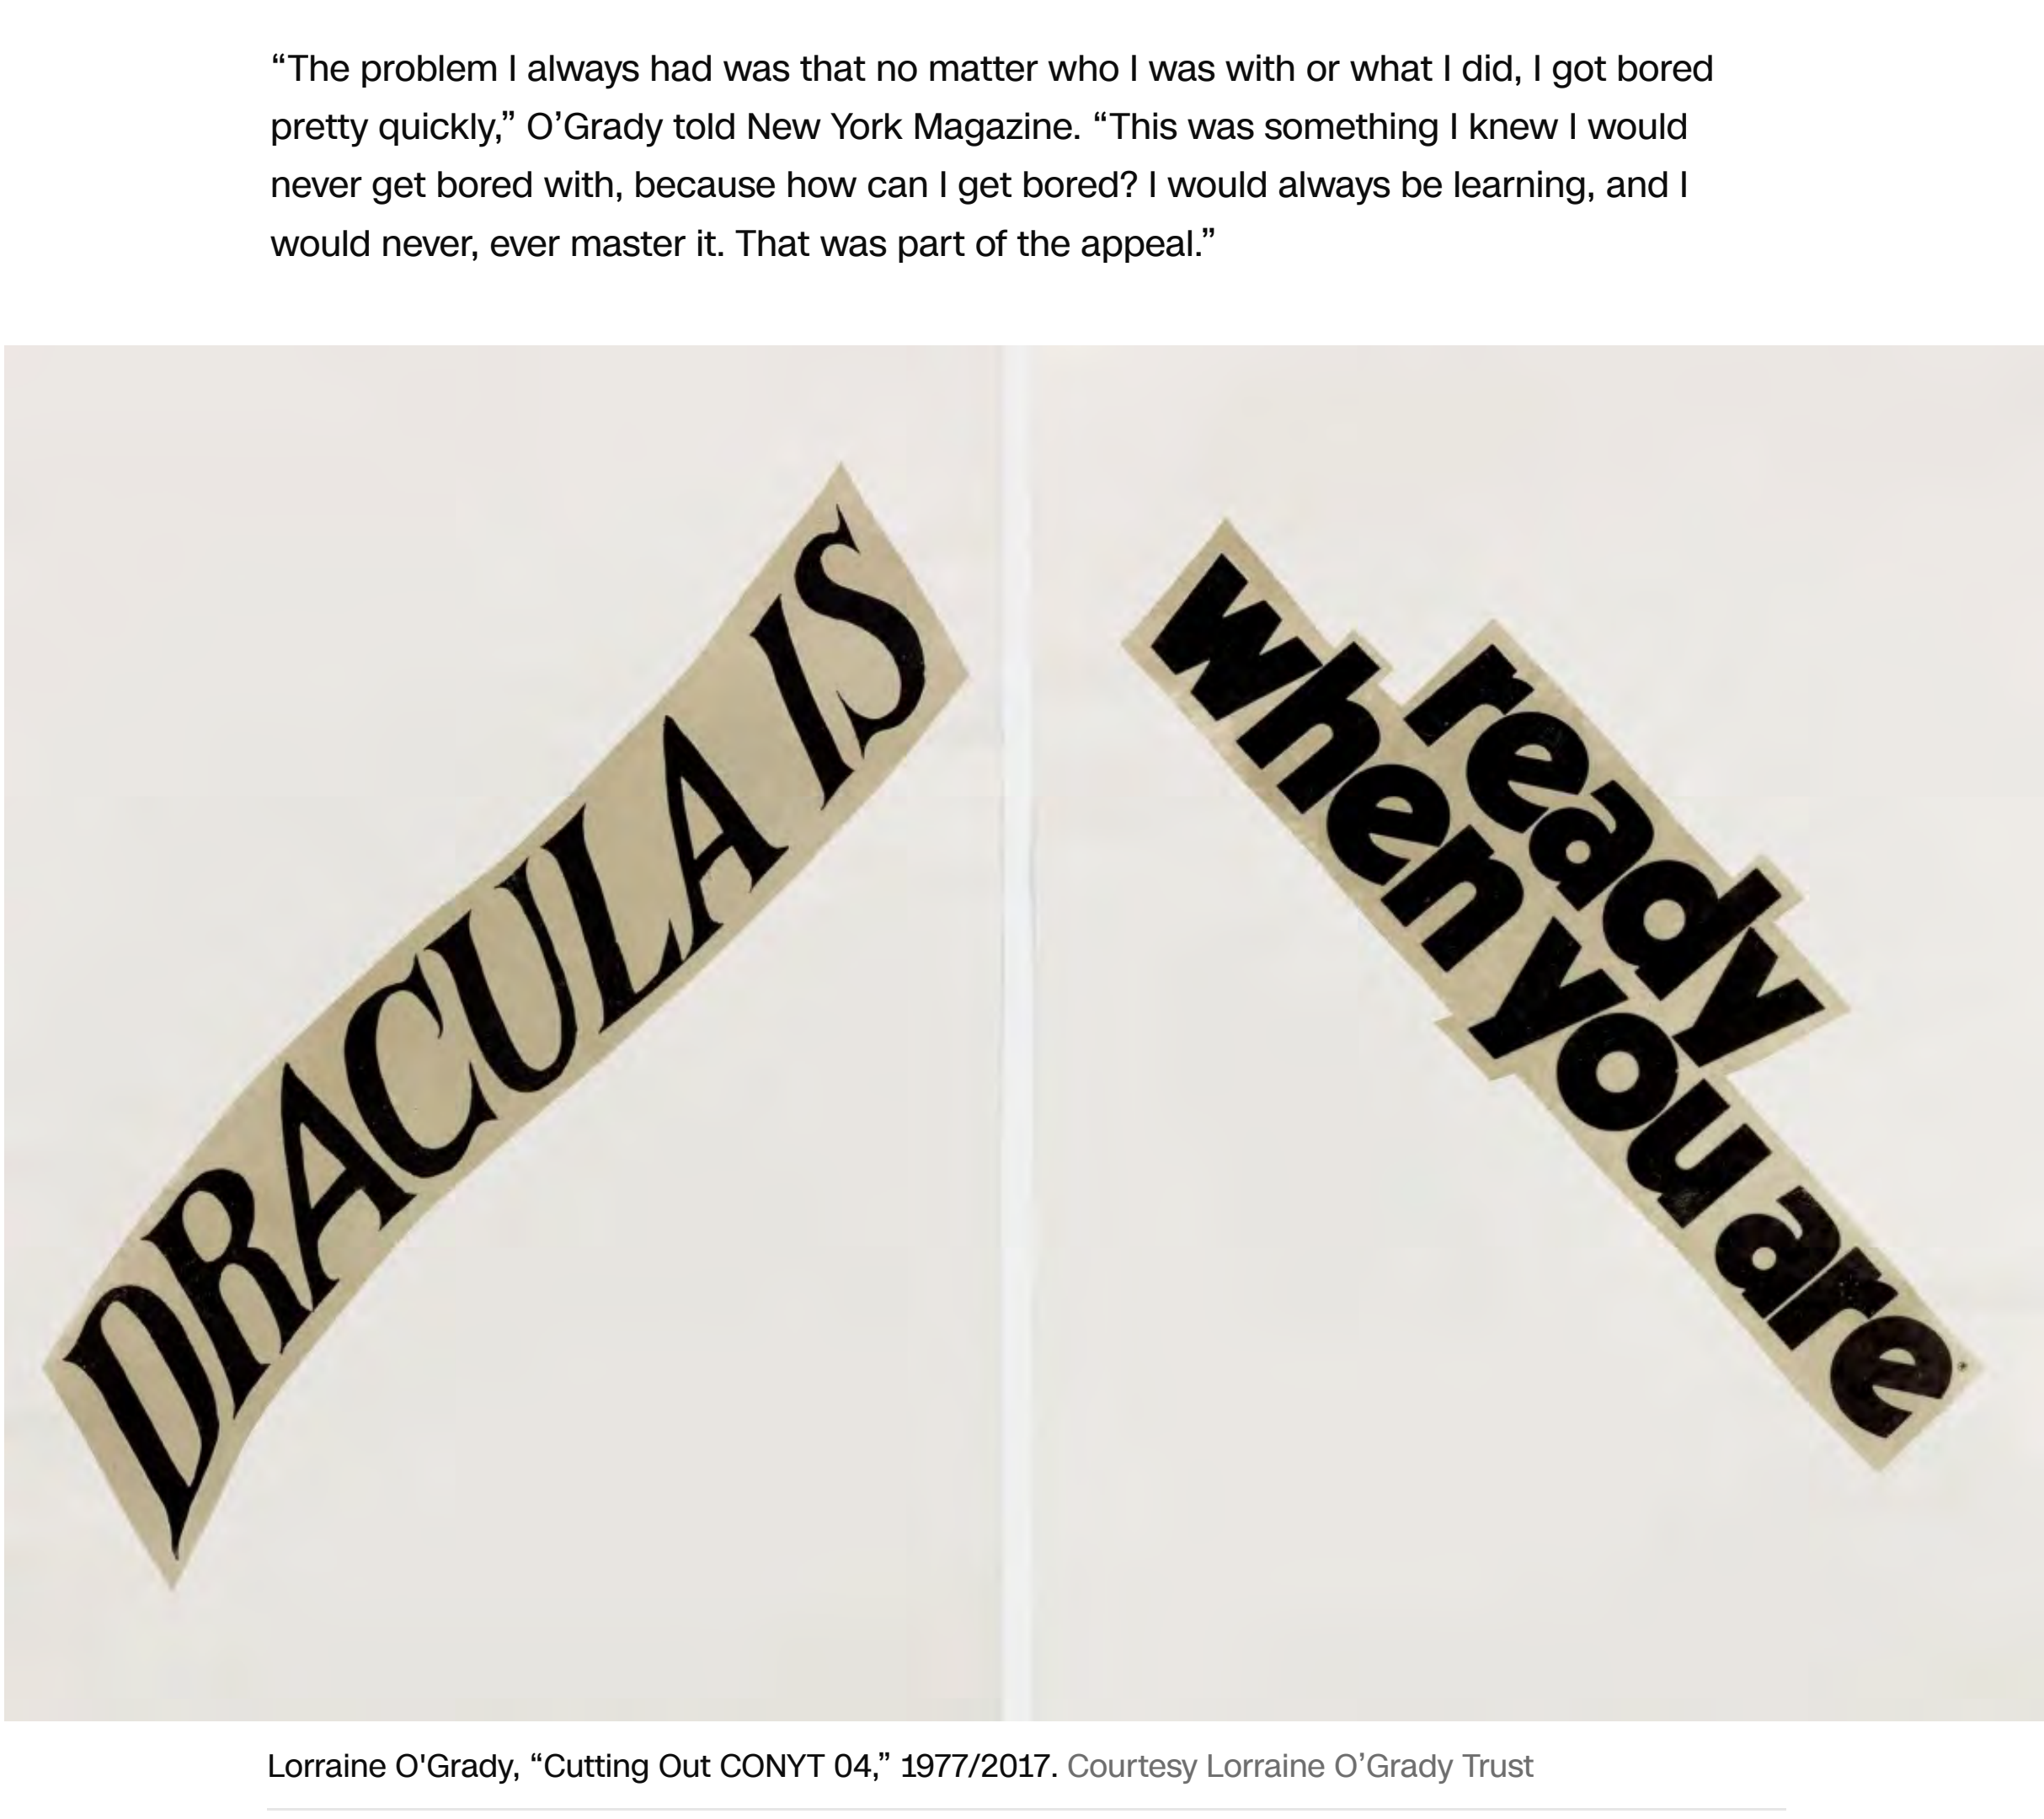 “The problem I always had was that no matter who I was with or what I did, I got bored
pretty quickly,” O’Grady told New York Magazine. “This was something I knew I would
never get bored with, because how can I get bored? I would always be learning, and I
would never, ever master it. That was part of the appeal.”
DRACULA IS
ready
when you are
Lorraine O'Grady, “Cutting Out CONYT 04,” 1977/2017. Courtesy Lorraine O’Grady Trust